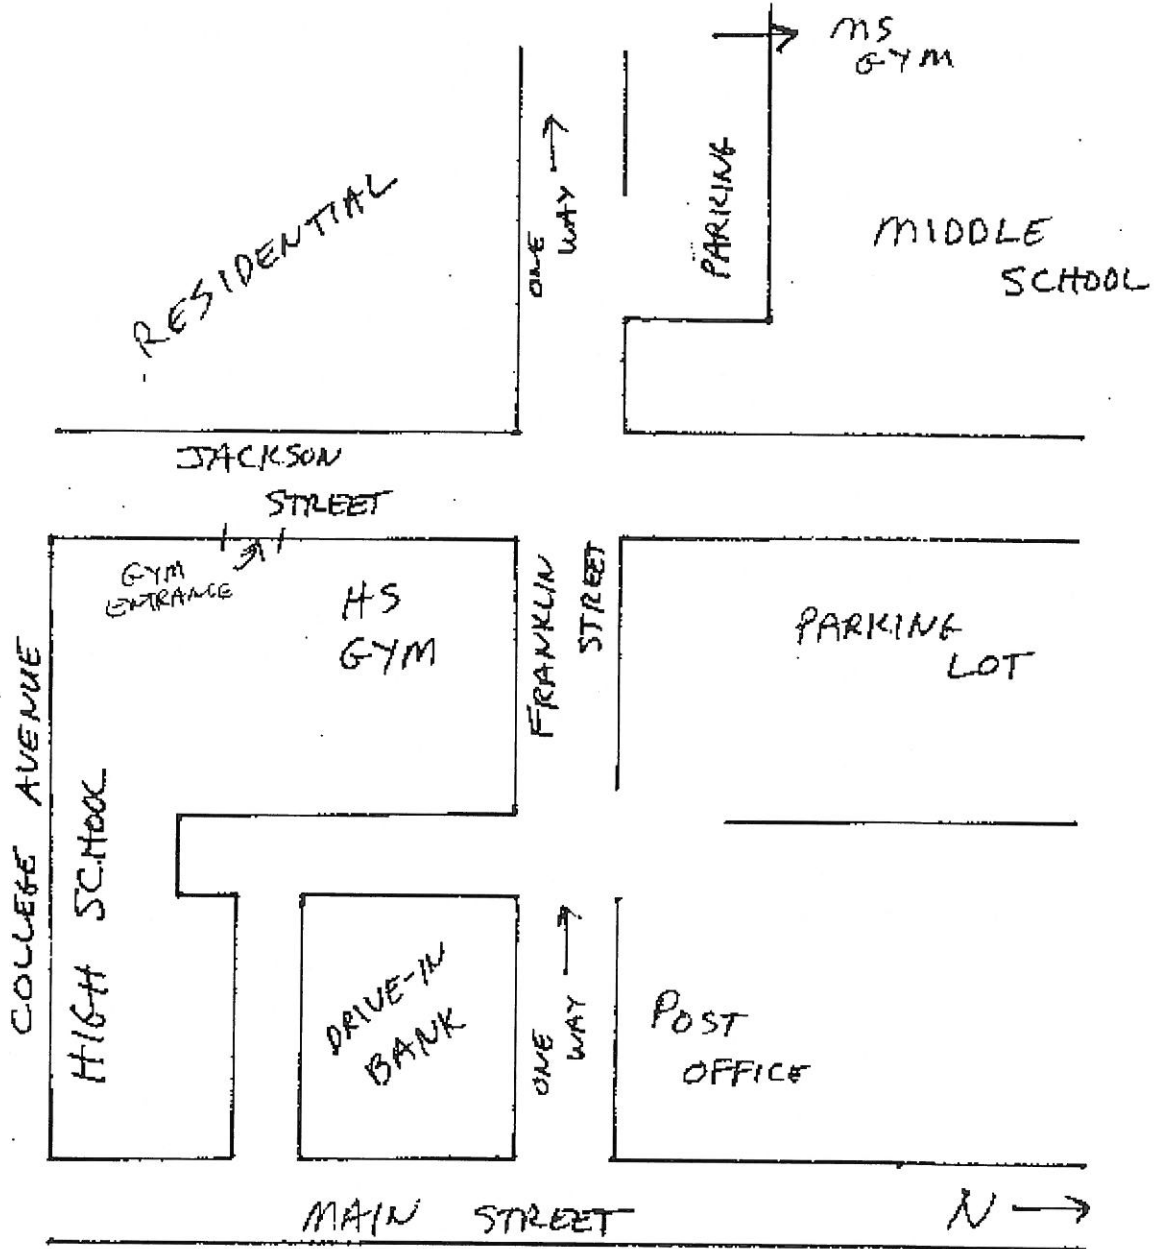 MS
GYM
ONE
WAY
PARKING
RESIDENTIAL
MIDDLE
SCHOOL
JACKSON
STREET
GYM
ENTRANCE
HS
GYM
FRANKLIN
STREET
PARKING
LOT
COLLEGE AVENUE
HIGH SCHOOL
DRIVE-IN
BANK
ONE
WAY
POST
OFFICE
MAIN STREET
N